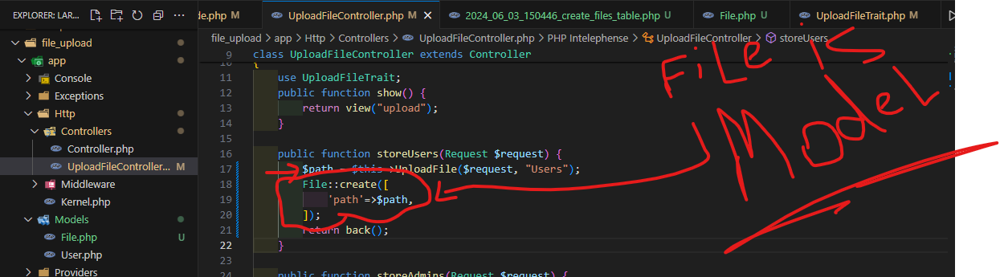 EXPLORER: LAR... ... de.php M UploadFileController.php M × 2024_06_03_150446_create_files_table.php U File.php U UploadFileTrait.php M
file_upload file_upload > app > Http > Controllers > UploadFileController.php > PHP Intelephense > UploadFileController > storeUsers
app 9 class UploadFileController extends Controller
10 {
Console 11 use UploadFileTrait;
Exceptions 12 public function show() {
Http 13 return view("upload");
Controllers 14 }
Controller.php 15
16 public function storeUsers(Request $request) {
UploadFileController... M 17 $path = $this->UploadFile($request, "Users");
Middleware 18 File::create([
Kernel.php 19 'path'=>$path,
Models 20 ]);
File.php U 21 return back();
User.php 22 }
23
Providers 24 public function storeAdmins(Request $request) {
File is
Model